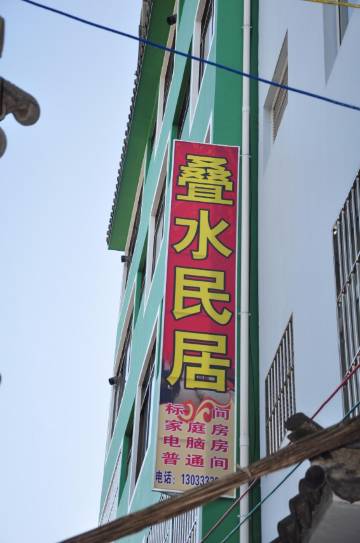 叠水民居
标间
家庭房
电脑房
普通间
电话: 13033